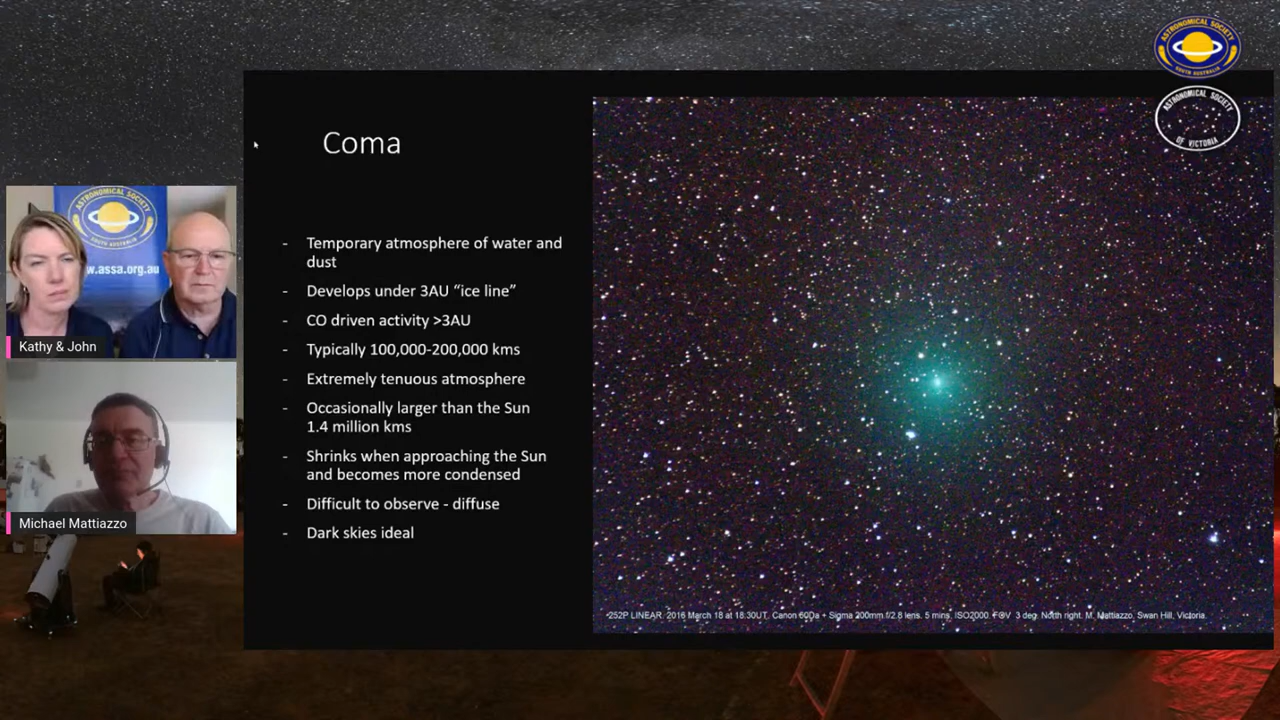 ASTRONOMICAL SOCIETY
SOUTH AUSTRALIA
ASTRONOMICAL SOCIETY
OF VICTORIA
Coma
- Temporary atmosphere of water and
dust
- Develops under 3AU “ice line”
- CO driven activity >3AU
- Typically 100,000-200,000 kms
- Extremely tenuous atmosphere
- Occasionally larger than the Sun
1.4 million kms
- Shrinks when approaching the Sun
and becomes more condensed
- Difficult to observe - diffuse
- Dark skies ideal
252P LINEAR. 2016 March 18 at 18:30UT. Canon 60Da + Sigma 200mm f/2.8 lens. 5 mins. ISO2000. FOV 3 deg. North right. M. Mattiazzo, Swan Hill, Victoria.
ASTRONOMICAL SOCIETY
SOUTH AUSTRALIA
w.assa.org.au
Kathy & John
Michael Mattiazzo